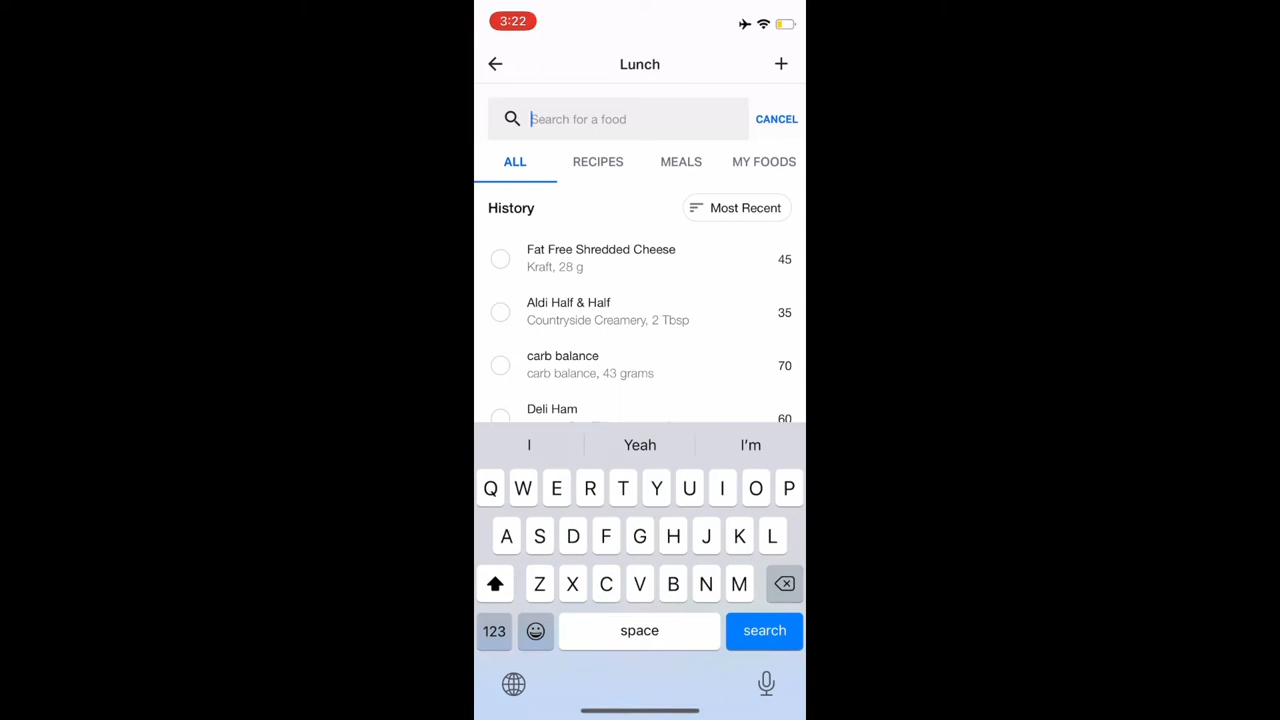 3:22
Lunch
Search for a food
CANCEL
ALL RECIPES MEALS MY FOODS
History
Most Recent
Fat Free Shredded Cheese
Kraft, 28 g
45
Aldi Half & Half
Countryside Creamery, 2 Tbsp
35
carb balance
carb balance, 43 grams
70
Deli Ham
60
I Yeah I'm
Q W E R T Y U I O P
A S D F G H J K L
Z X C V B N M
123 space search